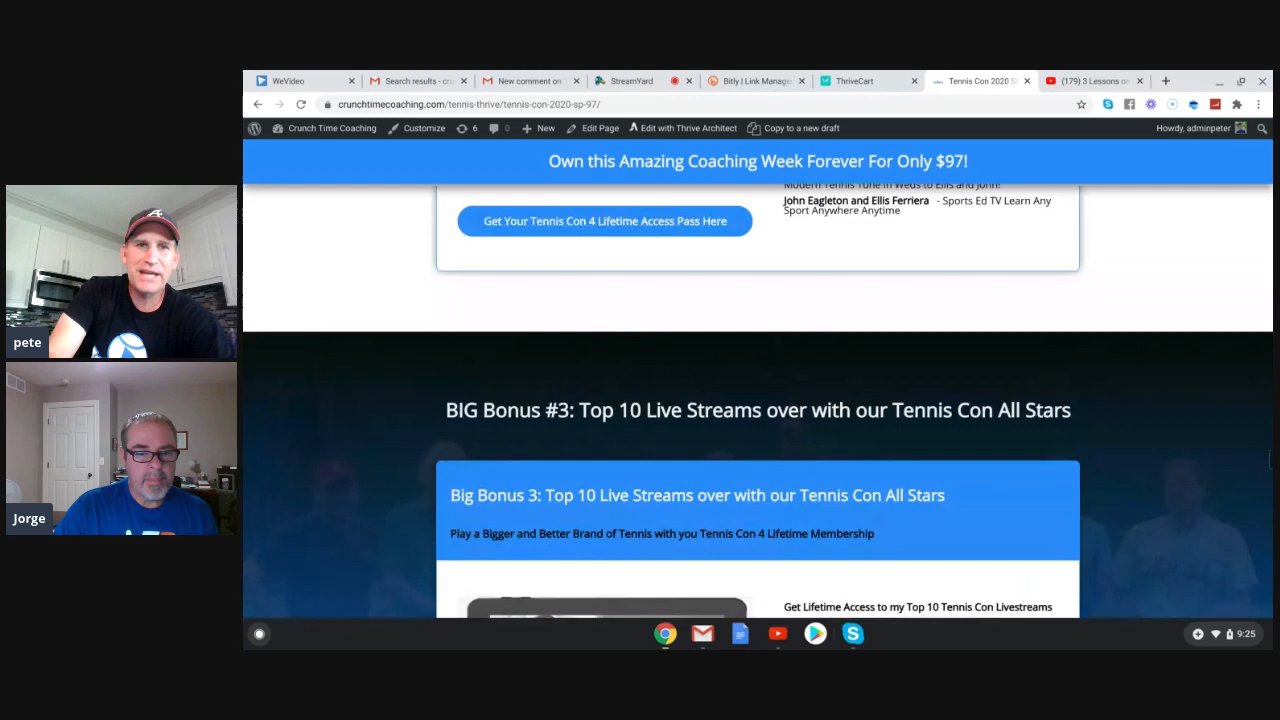 WeVideo
Search results - cru
New comment on "
StreamYard
Bitly | Link Manage
ThriveCart
Tennis Con 2020 S
(179) 3 Lessons on
crunchtimecoaching.com/tennis-thrive/tennis-con-2020-sp-97/
Crunch Time Coaching
Customize
6
0
New
Edit Page
Edit with Thrive Architect
Copy to a new draft
Howdy, adminpeter
Own this Amazing Coaching Week Forever For Only $97!
Modern Tennis Tune in Weds to Ellis and John!
John Eagleton and Ellis Ferriera - Sports Ed TV Learn Any
Sport Anywhere Anytime
Get Your Tennis Con 4 Lifetime Access Pass Here
BIG Bonus #3: Top 10 Live Streams over with our Tennis Con All Stars
Big Bonus 3: Top 10 Live Streams over with our Tennis Con All Stars
Play a Bigger and Better Brand of Tennis with you Tennis Con 4 Lifetime Membership
Get Lifetime Access to my Top 10 Tennis Con Livestreams
pete
Jorge
9:25